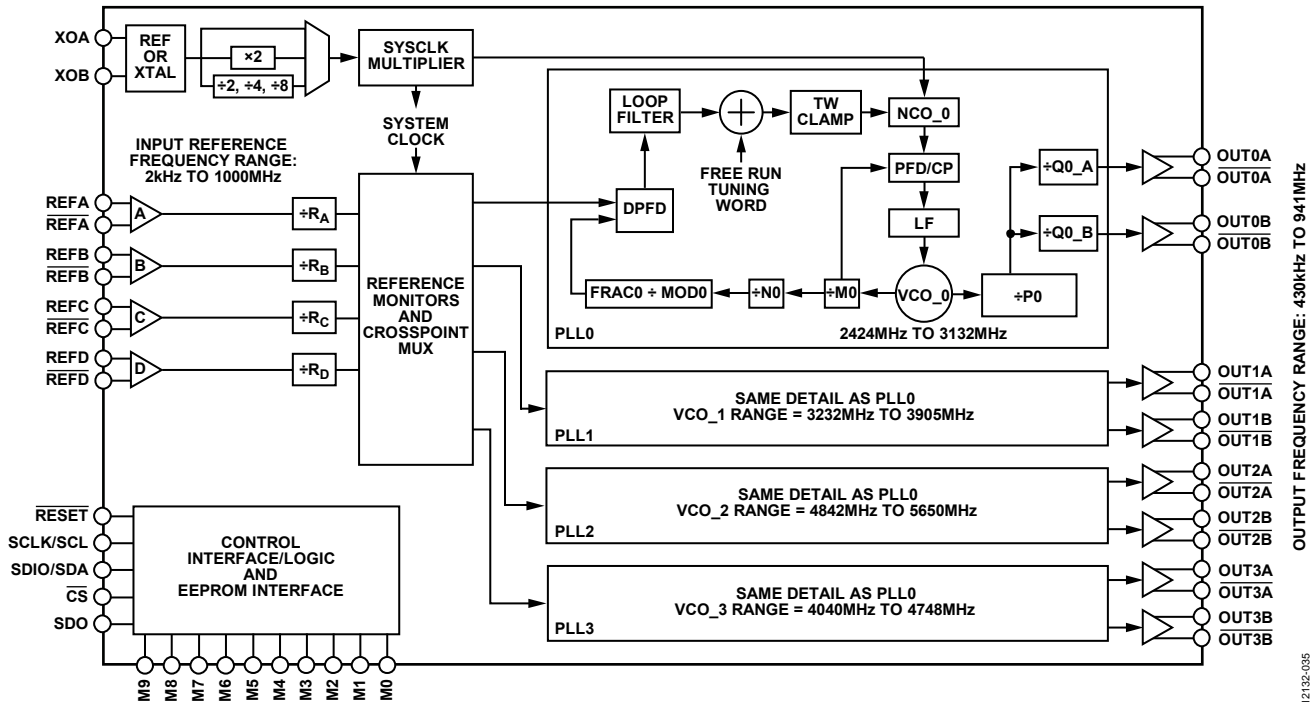 XOA
XOB
REF
OR
XTAL
×2
÷2, ÷4, ÷8
SYSCLK
MULTIPLIER
SYSTEM
CLOCK
INPUT REFERENCE
FREQUENCY RANGE:
2kHz TO 1000MHz
REFA
REFA
A
÷RA
REFB
REFB
B
÷RB
REFC
REFC
C
÷RC
REFD
REFD
D
÷RD
REFERENCE
MONITORS
AND
CROSSPOINT
MUX
LOOP
FILTER
TW
CLAMP
NCO_0
FREE RUN
TUNING
WORD
PFD/CP
DPFD
LF
FRAC0 ÷ MOD0
÷N0
÷M0
VCO_0
÷P0
÷Q0_A
÷Q0_B
PLL0
2424MHz TO 3132MHz
SAME DETAIL AS PLL0
VCO_1 RANGE = 3232MHz TO 3905MHz
PLL1
SAME DETAIL AS PLL0
VCO_2 RANGE = 4842MHz TO 5650MHz
PLL2
SAME DETAIL AS PLL0
VCO_3 RANGE = 4040MHz TO 4748MHz
PLL3
OUT0A
OUT0A
OUT0B
OUT0B
OUT1A
OUT1A
OUT1B
OUT1B
OUT2A
OUT2A
OUT2B
OUT2B
OUT3A
OUT3A
OUT3B
OUT3B
OUTPUT FREQUENCY RANGE: 430kHz TO 941MHz
RESET
SCLK/SCL
SDIO/SDA
CS
SDO
CONTROL
INTERFACE/LOGIC
AND
EEPROM INTERFACE
M9
M8
M7
M6
M5
M4
M3
M2
M1
M0
12132-035